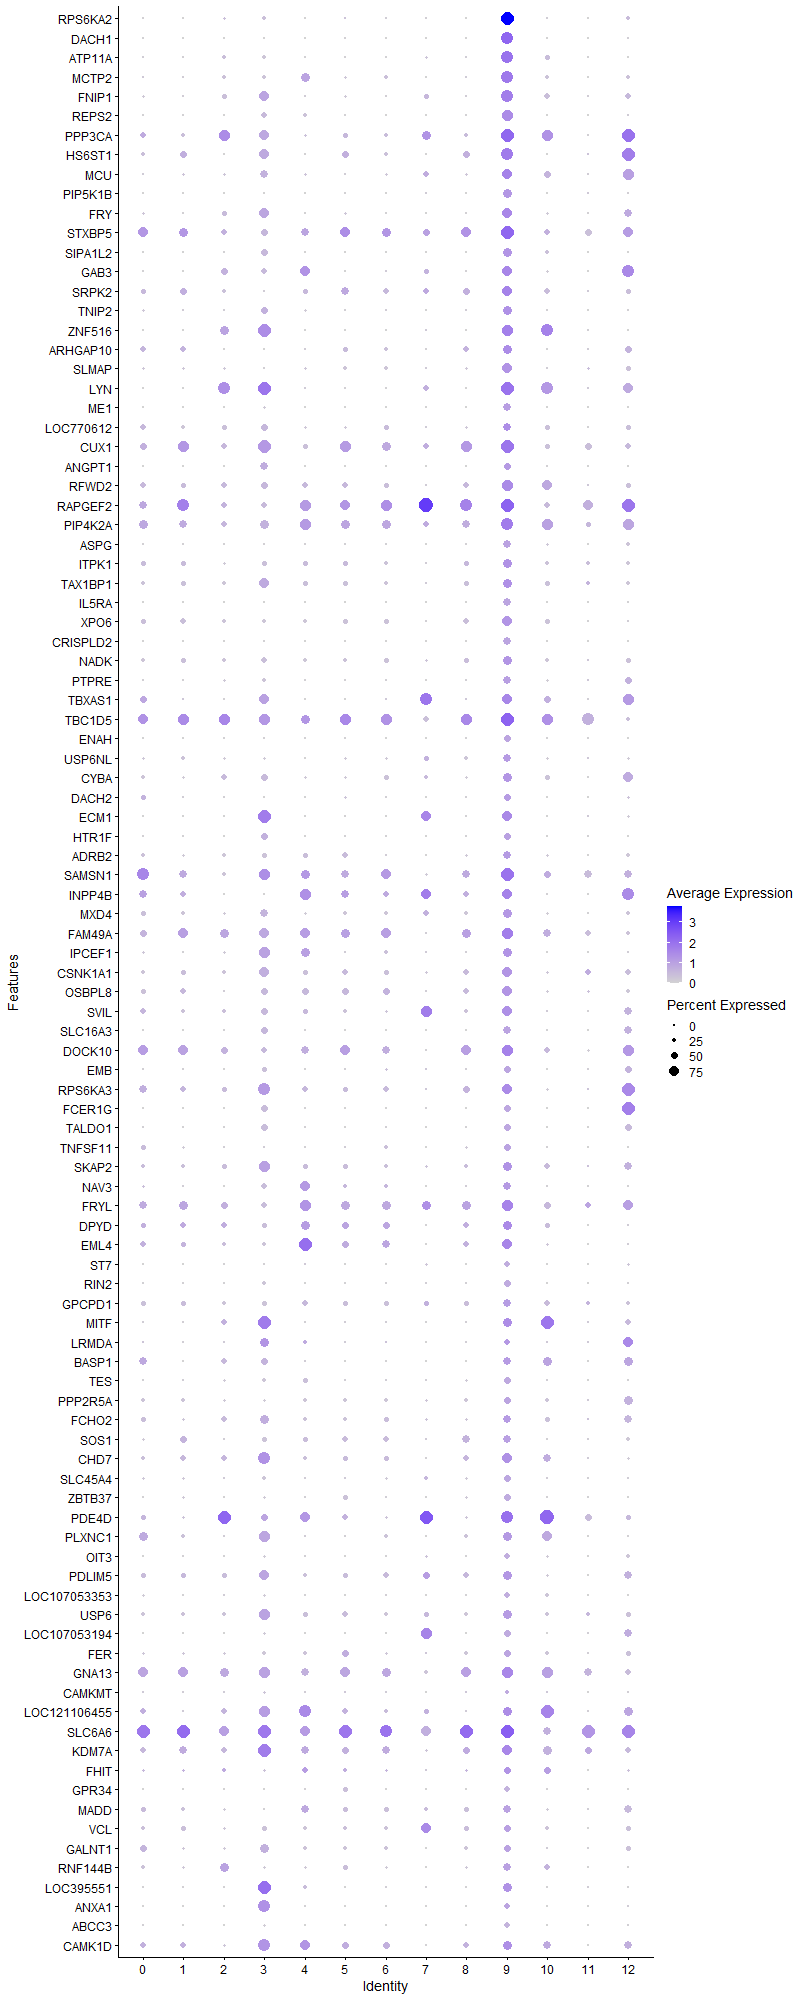 RPS6KA2
DACH1
ATP11A
MCTP2
FNIP1
REPS2
PPP3CA
HS6ST1
MCU
PIP5K1B
FRY
STXBP5
SIPA1L2
GAB3
SRPK2
TNIP2
ZNF516
ARHGAP10
SLMAP
LYN
ME1
LOC770612
CUX1
ANGPT1
RFWD2
RAPGEF2
PIP4K2A
ASPG
ITPK1
TAX1BP1
IL5RA
XPO6
CRISPLD2
NADK
PTPRE
TBXAS1
TBC1D5
ENAH
USP6NL
CYBA
DACH2
ECM1
HTR1F
ADRB2
SAMSN1
INPP4B
MXD4
FAM49A
IPCEF1
CSNK1A1
OSBPL8
SVIL
SLC16A3
DOCK10
EMB
RPS6KA3
FCER1G
TALDO1
TNFSF11
SKAP2
NAV3
FRYL
DPYD
EML4
ST7
RIN2
GPCPD1
MITF
LRMDA
BASP1
TES
PPP2R5A
FCHO2
SOS1
CHD7
SLC45A4
ZBTB37
PDE4D
PLXNC1
OIT3
PDLIM5
LOC107053353
USP6
LOC107053194
FER
GNA13
CAMKMT
LOC121106455
SLC6A6
KDM7A
FHIT
GPR34
MADD
VCL
GALNT1
RNF144B
LOC395551
ANXA1
ABCC3
CAMK1D
Features
0 1 2 3 4 5 6 7 8 9 10 11 12
Identity
Average Expression
3
2
1
0
Percent Expressed
0
25
50
75